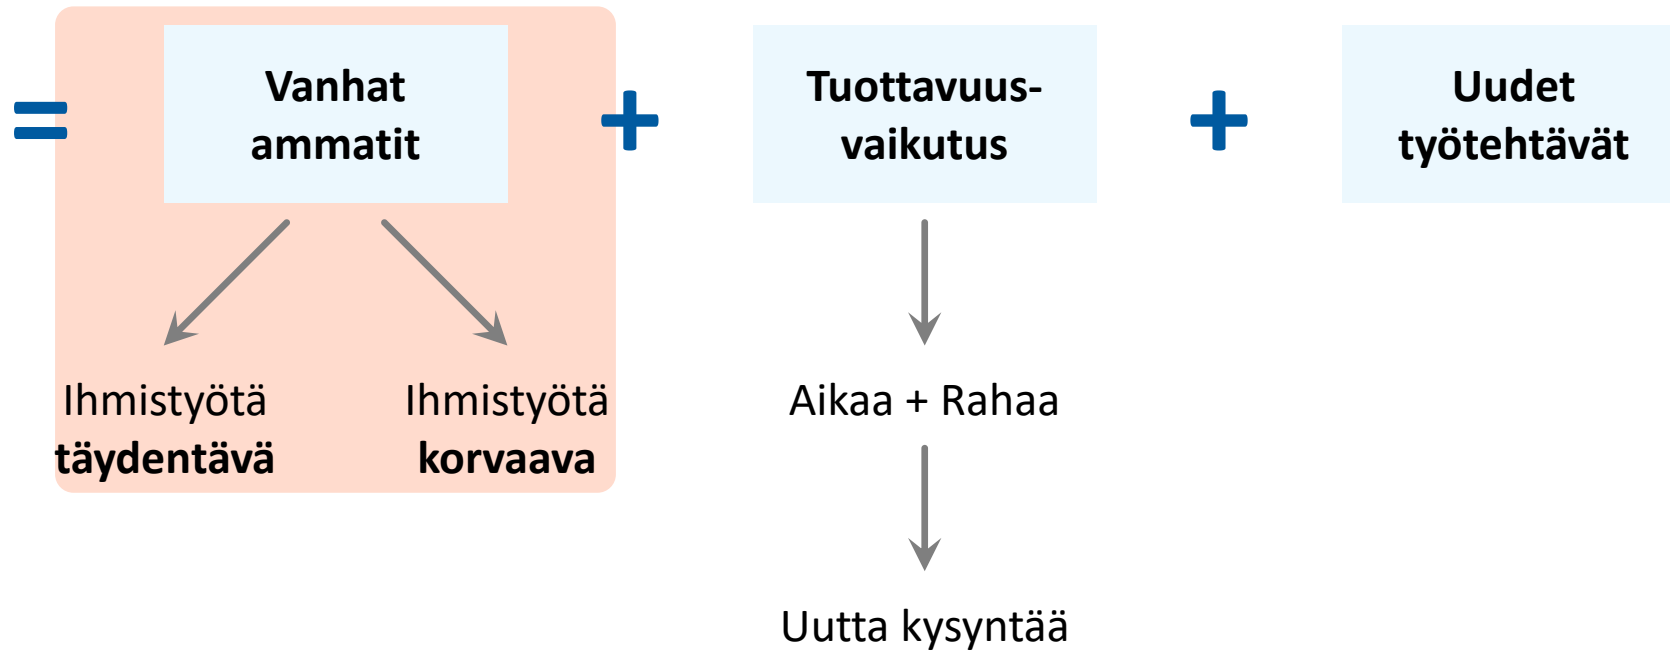 =
Vanhat
ammatit
+
Tuottavuus-
vaikutus
+
Uudet
työtehtävät
Ihmistyötä
täydentävä
Ihmistyötä
korvaava
Aikaa + Rahaa
Uutta kysyntää